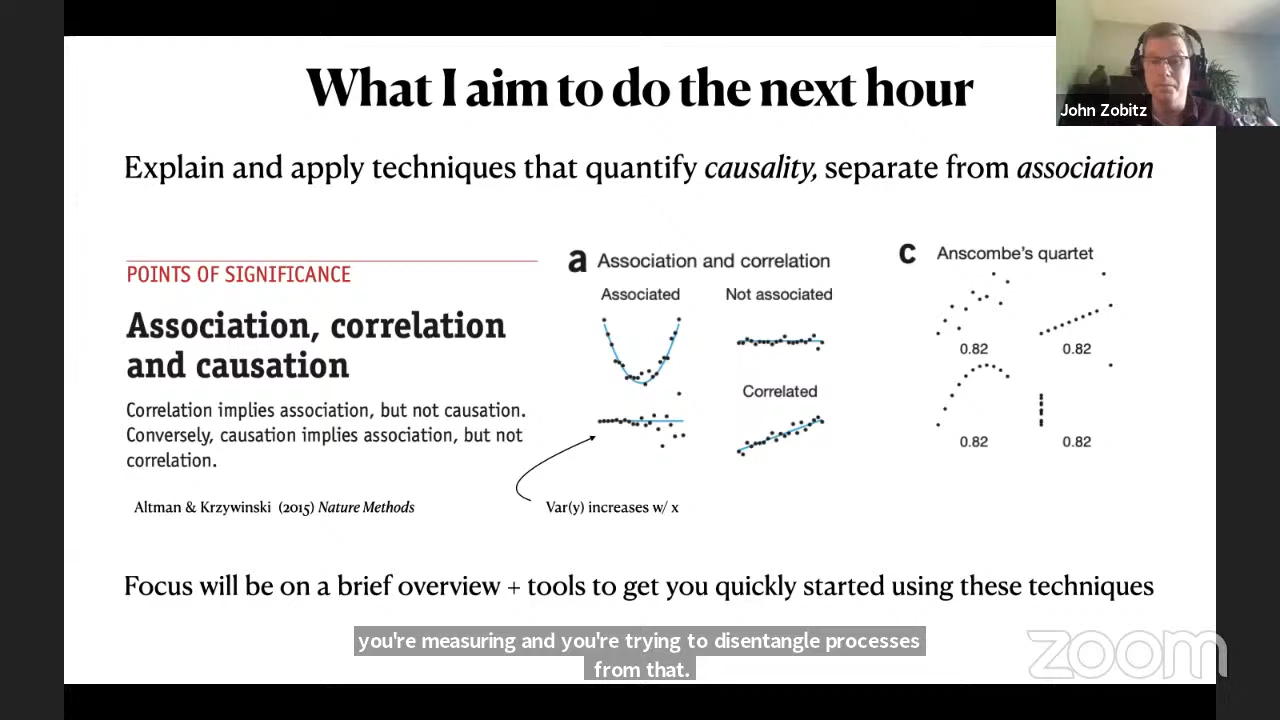 What I aim to do the next hour
John Zobitz
Explain and apply techniques that quantify causality, separate from association
POINTS OF SIGNIFICANCE
Association, correlation
and causation
Correlation implies association, but not causation.
Conversely, causation implies association, but not
correlation.
Altman & Krzywinski (2015) Nature Methods
a Association and correlation
Associated
Not associated
Correlated
Var(y) increases w/ x
c Anscombe's quartet
0.82
0.82
0.82
0.82
Focus will be on a brief overview + tools to get you quickly started using these techniques
you're measuring and you're trying to disentangle processes
from that.
zoom